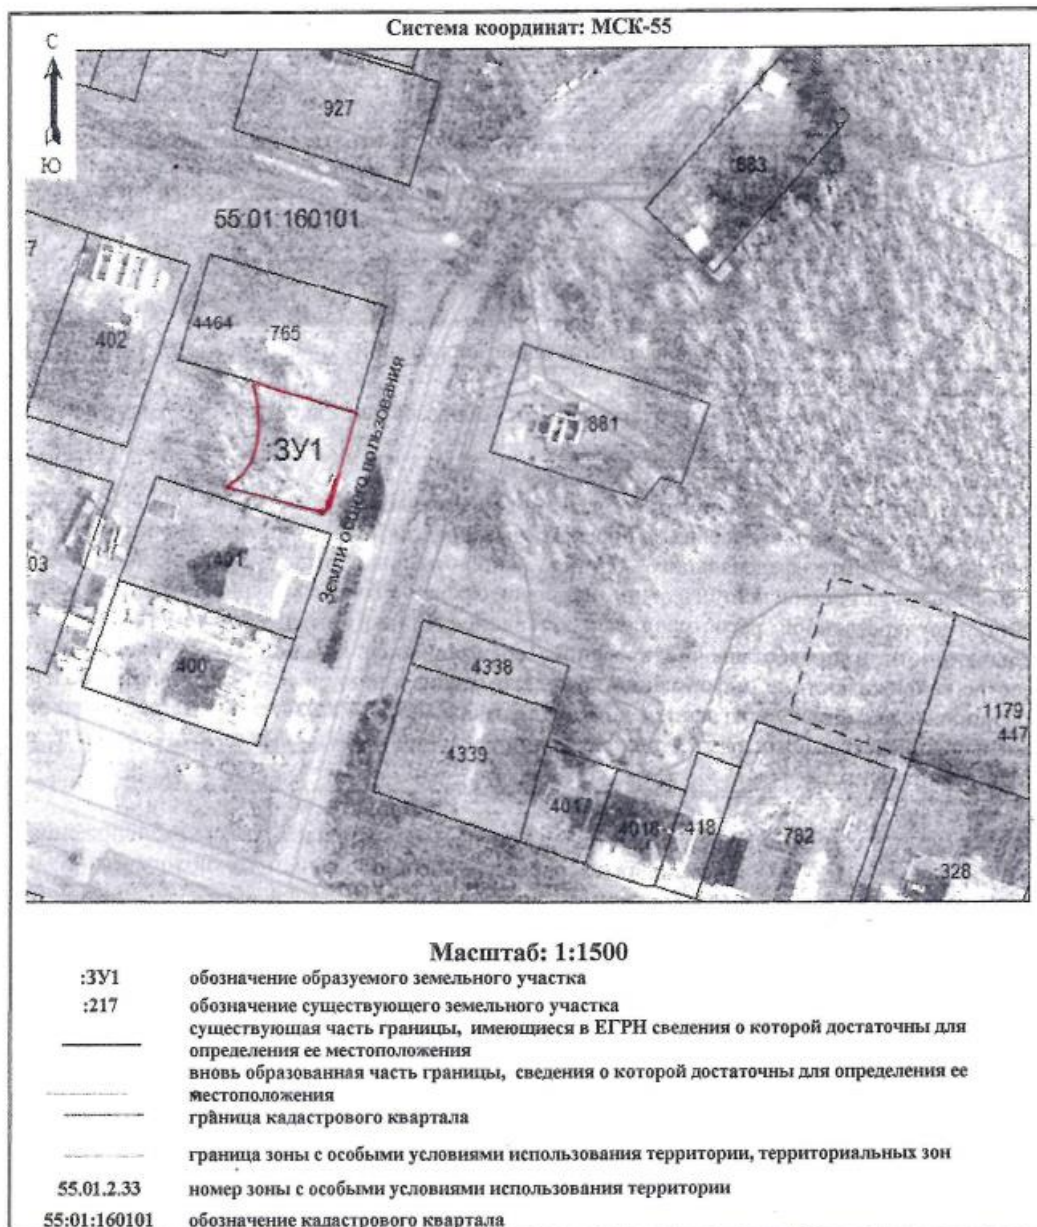 Система координат: МСК-55
С
Ю
927
:883
55:01:160101
7
402
4464
:765
:ЗУ1
Земли общего пользования
881
03
401
400
4338
4339
4017
4018
418
782
1179
447
:328
Масштаб: 1:1500
:ЗУ1 обозначение образуемого земельного участка
:217 обозначение существующего земельного участка
существующая часть границы, имеющиеся в ЕГРН сведения о которой достаточны для
определения ее местоположения
вновь образованная часть границы, сведения о которой достаточны для определения ее
местоположения
граница кадастрового квартала
граница зоны с особыми условиями использования территории, территориальных зон
55.01.2.33 номер зоны с особыми условиями использования территории
55:01:160101 обозначение кадастрового квартала